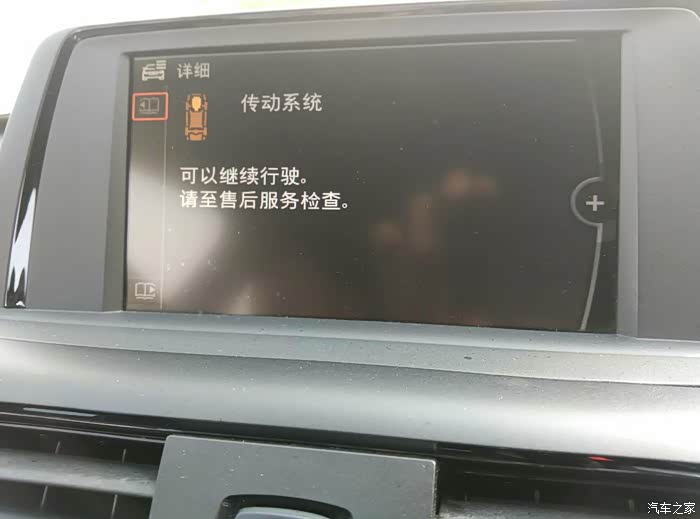 详细
传动系统
可以继续行驶。
请至售后服务检查。
汽车之家